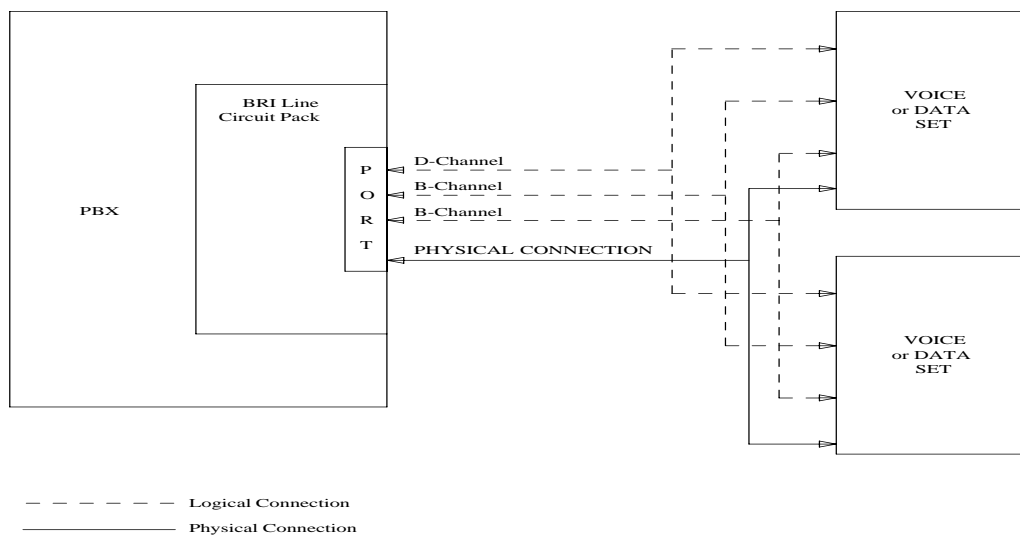 BRI Line
Circuit Pack
PBX
P
O
R
T
D-Channel
B-Channel
B-Channel
PHYSICAL CONNECTION
VOICE
or DATA
SET
VOICE
or DATA
SET
Logical Connection
Physical Connection